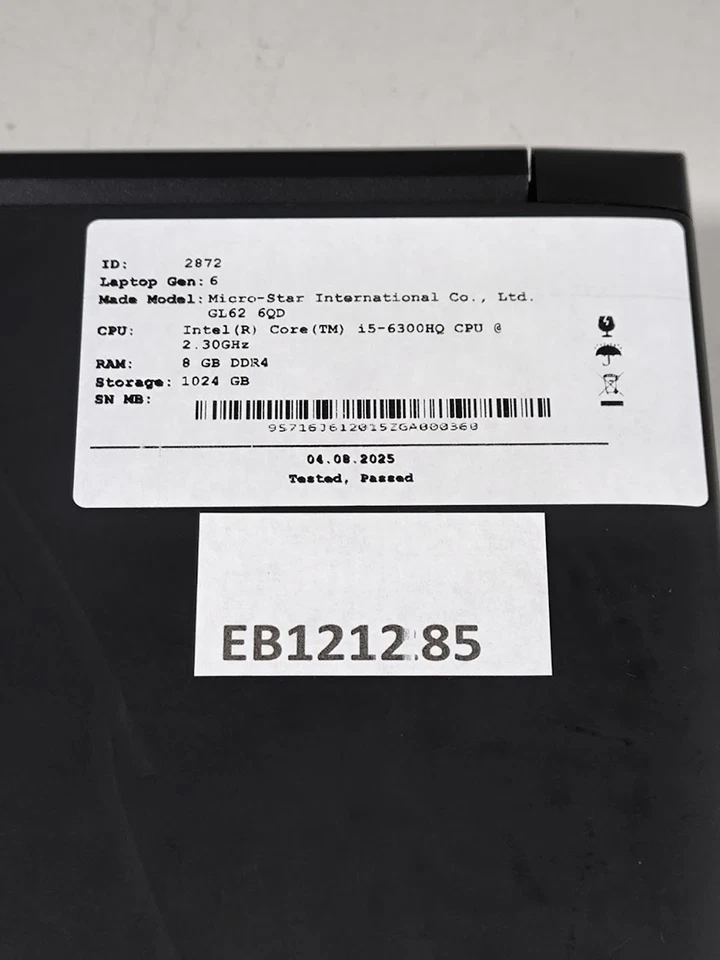 ID: 2872
Laptop Gen: 6
Made Model: Micro-Star International Co., Ltd.
GL62 6QD
CPU: Intel(R) Core(TM) i5-6300HQ CPU @
2.30GHz
RAM: 8 GB DDR4
Storage: 1024 GB
SN MB:
9S716J612015ZGA000360
04.08.2025
Tested, Passed
EB1212 85